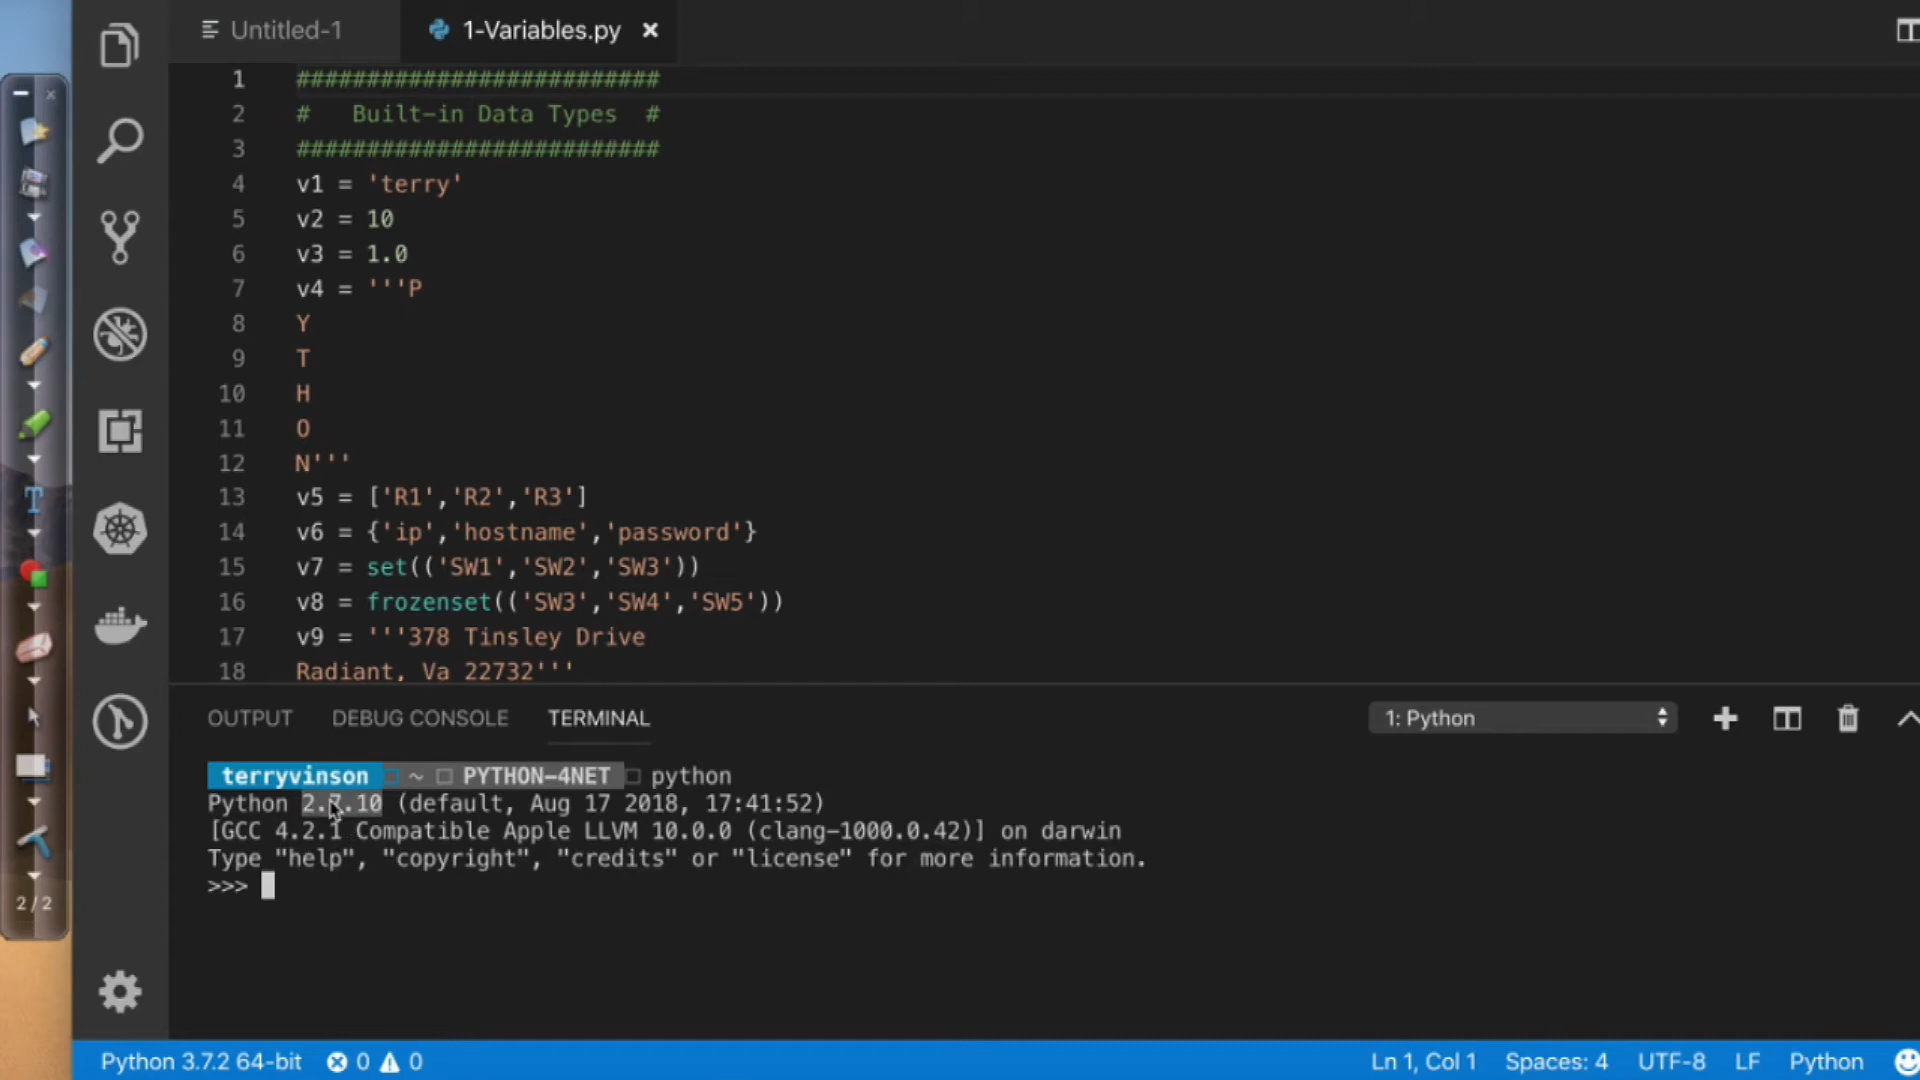 Untitled-1
1-Variables.py
1 ##########################
2 #   Built-in Data Types  #
3 ##########################
4 v1 = 'terry'
5 v2 = 10
6 v3 = 1.0
7 v4 = '''P
8 Y
9 T
10 H
11 O
12 N'''
13 v5 = ['R1','R2','R3']
14 v6 = {'ip','hostname','password'}
15 v7 = set(('SW1','SW2','SW3'))
16 v8 = frozenset(('SW3','SW4','SW5'))
17 v9 = '''378 Tinsley Drive
18 Radiant, Va 22732'''
OUTPUT DEBUG CONSOLE TERMINAL 1: Python
terryvinson ~ PYTHON-4NET python
Python 2.7.10 (default, Aug 17 2018, 17:41:52)
[GCC 4.2.1 Compatible Apple LLVM 10.0.0 (clang-1000.0.42)] on darwin
Type "help", "copyright", "credits" or "license" for more information.
>>>
2/2
Python 3.7.2 64-bit 0 0 Ln 1, Col 1 Spaces: 4 UTF-8 LF Python